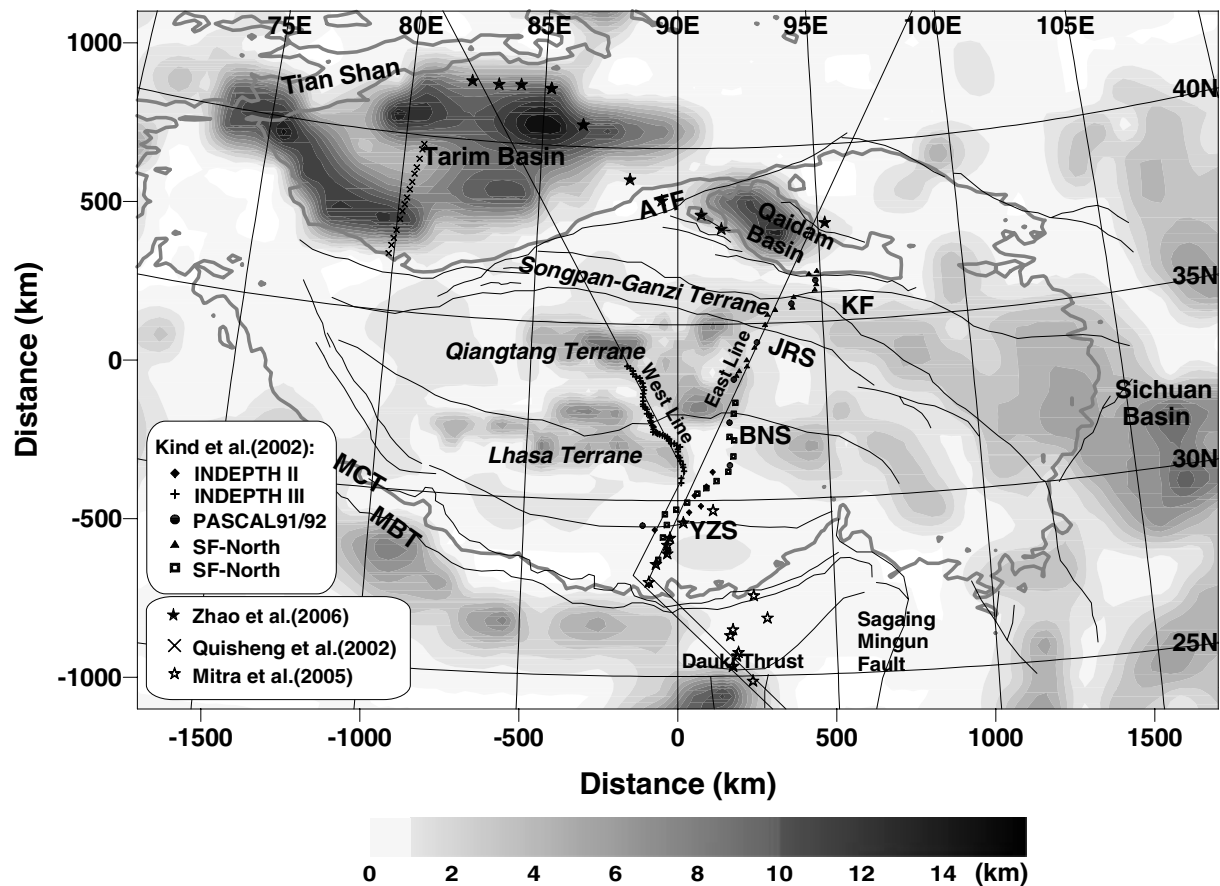 75E 80E 85E 90E 95E 100E 105E
1000
500
0
-500
-1000
Distance (km)
40N
35N
30N
25N
Tian Shan
Tarim Basin
ATF
Qaidam
Basin
Songpan-Ganzi Terrane
KF
Qiangtang Terrane
JRS
West Line
East Line
Sichuan
Basin
BNS
Lhasa Terrane
MCT
MBT
YZS
Sagaing
Mingun
Fault
Dauki Thrust
Kind et al.(2002):
INDEPTH II
INDEPTH III
PASCAL91/92
SF-North
SF-North
Zhao et al.(2006)
Quisheng et al.(2002)
Mitra et al.(2005)
-1500 -1000 -500 0 500 1000 1500
Distance (km)
0 2 4 6 8 10 12 14 (km)